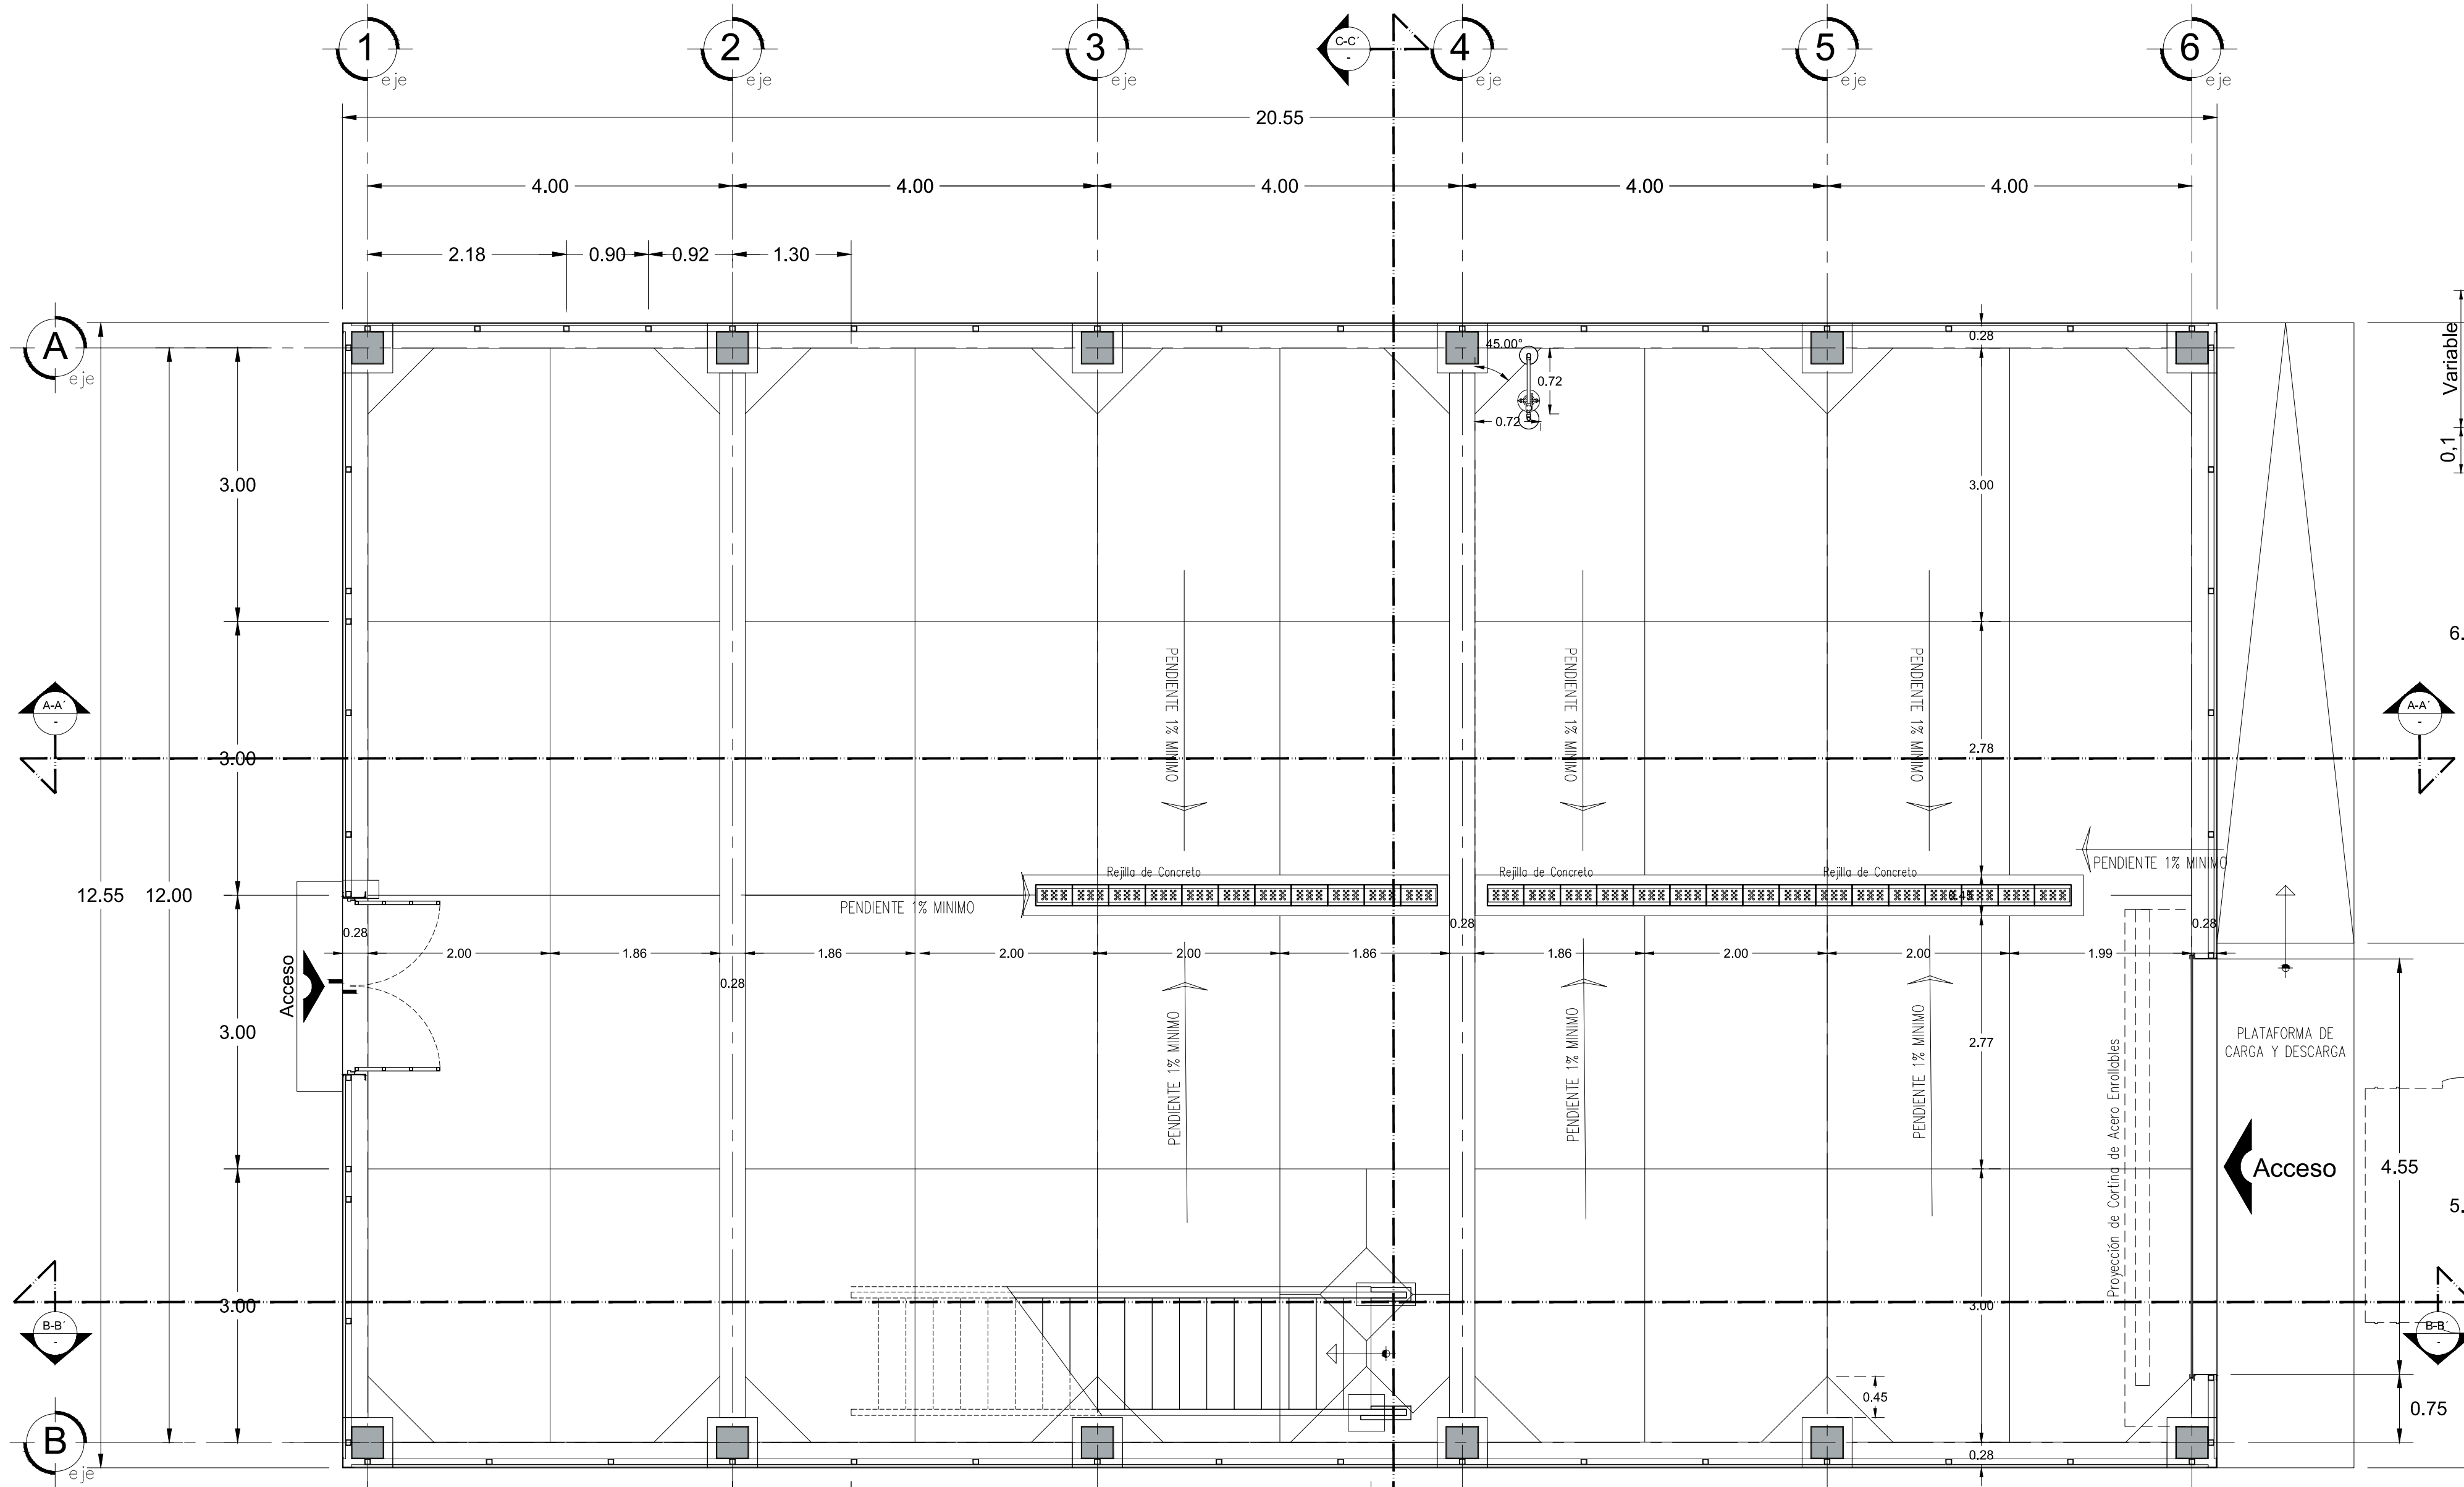 1
2
3
C-C´
-
4
5
6
eje
eje
eje
eje
eje
eje
20.55
4.00
4.00
4.00
4.00
4.00
2.18
0.90
0.92
1.30
A
eje
0.28
45.00°
0.72
0.72
Variable
0,1
3.00
3.00
6.
A-A´
-
A-A´
-
PENDIENTE 1% MINIMO
PENDIENTE 1% MINIMO
PENDIENTE 1% MINIMO
3.00
2.78
PENDIENTE 1% MINIMO
Rejilla de Concreto
Rejilla de Concreto
Rejilla de Concreto
12.55
12.00
0.45
PENDIENTE 1% MINIMO
0.28
0.28
0.28
2.00
1.86
1.86
2.00
2.00
1.86
1.86
2.00
2.00
1.99
0.28
Acceso
3.00
PENDIENTE 1% MINIMO
PENDIENTE 1% MINIMO
PENDIENTE 1% MINIMO
2.77
PLATAFORMA DE
CARGA Y DESCARGA
Proyección de Cortina de Acero Enrollables
Acceso
4.55
5.
3.00
3.00
B-B´
-
B-B´
-
0.45
0.75
B
eje
0.28